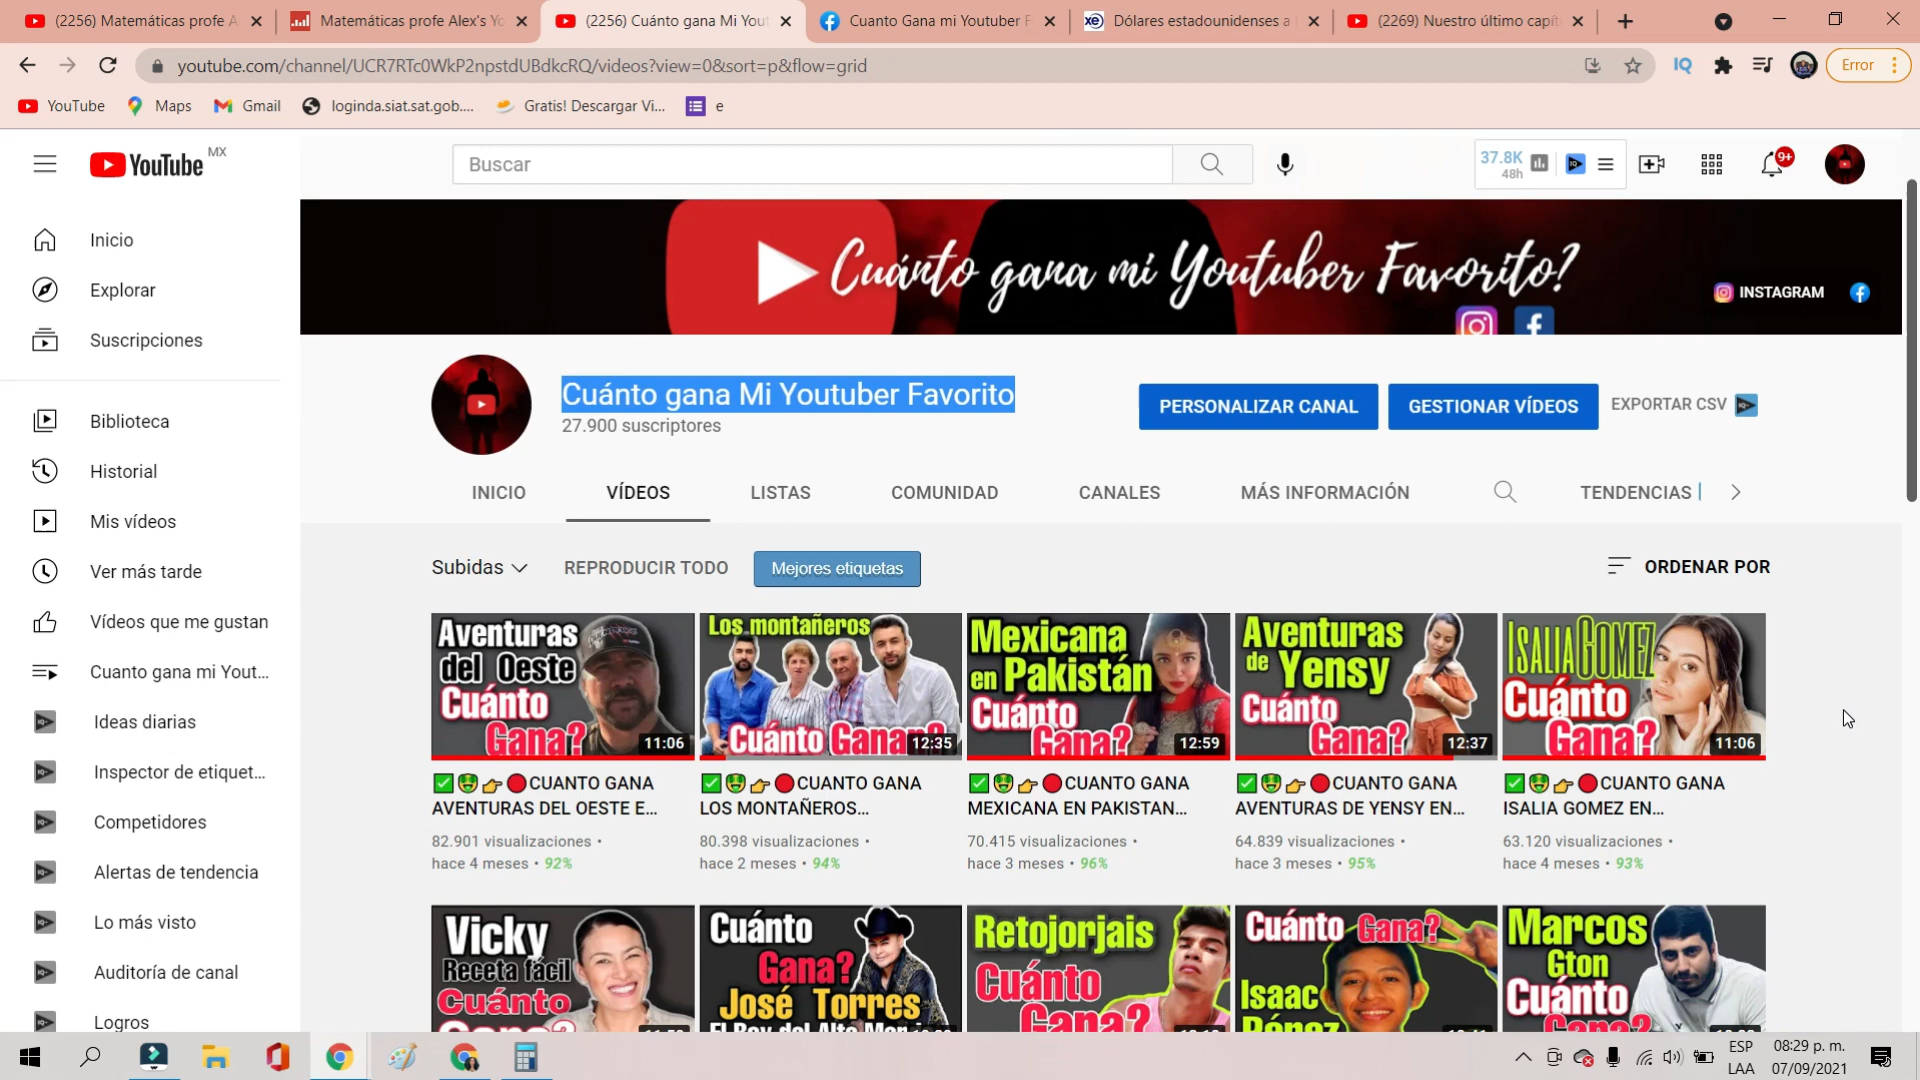 (2256) Matemáticas profe A
Matemáticas profe Alex's Yo
(2256) Cuánto gana Mi You
Cuanto Gana mi Youtuber F
Dólares estadounidenses a
(2269) Nuestro último capít
youtube.com/channel/UCR7RTc0WkP2npstdUBdkcRQ/videos?view=0&sort=p&flow=grid
Error
YouTube
Maps
Gmail
loginda.siat.sat.gob....
Gratis! Descargar Vi...
e
YouTube MX
Buscar
37.8K
48h
9+
Inicio
Explorar
Suscripciones
Biblioteca
Historial
Mis vídeos
Ver más tarde
Vídeos que me gustan
Cuanto gana mi Yout...
Ideas diarias
Inspector de etiquet...
Competidores
Alertas de tendencia
Lo más visto
Auditoría de canal
Logros
Cuánto gana mi Youtuber Favorito?
INSTAGRAM
Cuánto gana Mi Youtuber Favorito
27.900 suscriptores
PERSONALIZAR CANAL
GESTIONAR VÍDEOS
EXPORTAR CSV
INICIO
VÍDEOS
LISTAS
COMUNIDAD
CANALES
MÁS INFORMACIÓN
TENDENCIAS
Subidas
REPRODUCIR TODO
Mejores etiquetas
ORDENAR POR
Aventuras
del Oeste
Cuánto
Gana?
11:06
✅🤑👉🔴CUANTO GANA
AVENTURAS DEL OESTE E...
82.901 visualizaciones •
hace 4 meses • 92%
Los montañeros
Cuánto Ganan?
12:35
✅🤑👉🔴CUANTO GANA
LOS MONTAÑEROS...
80.398 visualizaciones •
hace 2 meses • 94%
Mexicana
en Pakistán
Cuánto
Gana?
12:59
✅🤑👉🔴CUANTO GANA
MEXICANA EN PAKISTAN...
70.415 visualizaciones •
hace 3 meses • 96%
Aventuras
de Yensy
Cuánto
Gana?
12:37
✅🤑👉🔴CUANTO GANA
AVENTURAS DE YENSY EN...
64.839 visualizaciones •
hace 3 meses • 95%
ISALIA GOMEZ
Cuánto
Gana?
11:06
✅🤑👉🔴CUANTO GANA
ISALIA GOMEZ EN...
63.120 visualizaciones •
hace 4 meses • 93%
Vicky
Receta fácil
Cuánto
Gana?
Cuánto
Gana?
José Torres
El Rey del Alto
Retojorjais
Cuánto
Gana?
Cuánto Gana?
Isaac
Pérez
Marcos
Gton
Cuánto
Gana?
ESP
LAA
08:29 p. m.
07/09/2021